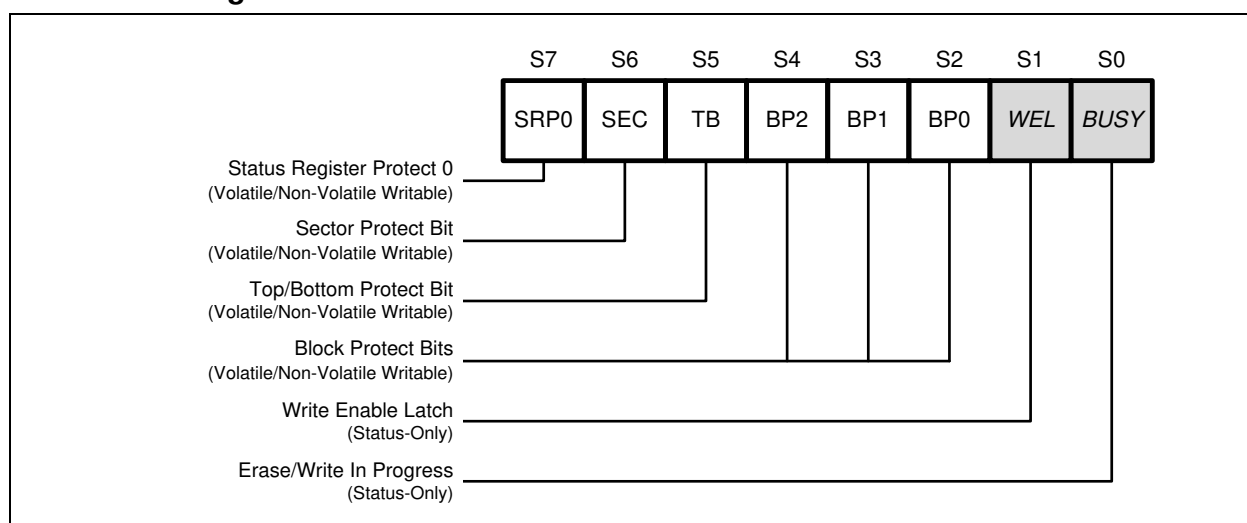 S7 S6 S5 S4 S3 S2 S1 S0
SRP0 SEC TB BP2 BP1 BP0 WEL BUSY
Status Register Protect 0
(Volatile/Non-Volatile Writable)
Sector Protect Bit
(Volatile/Non-Volatile Writable)
Top/Bottom Protect Bit
(Volatile/Non-Volatile Writable)
Block Protect Bits
(Volatile/Non-Volatile Writable)
Write Enable Latch
(Status-Only)
Erase/Write In Progress
(Status-Only)